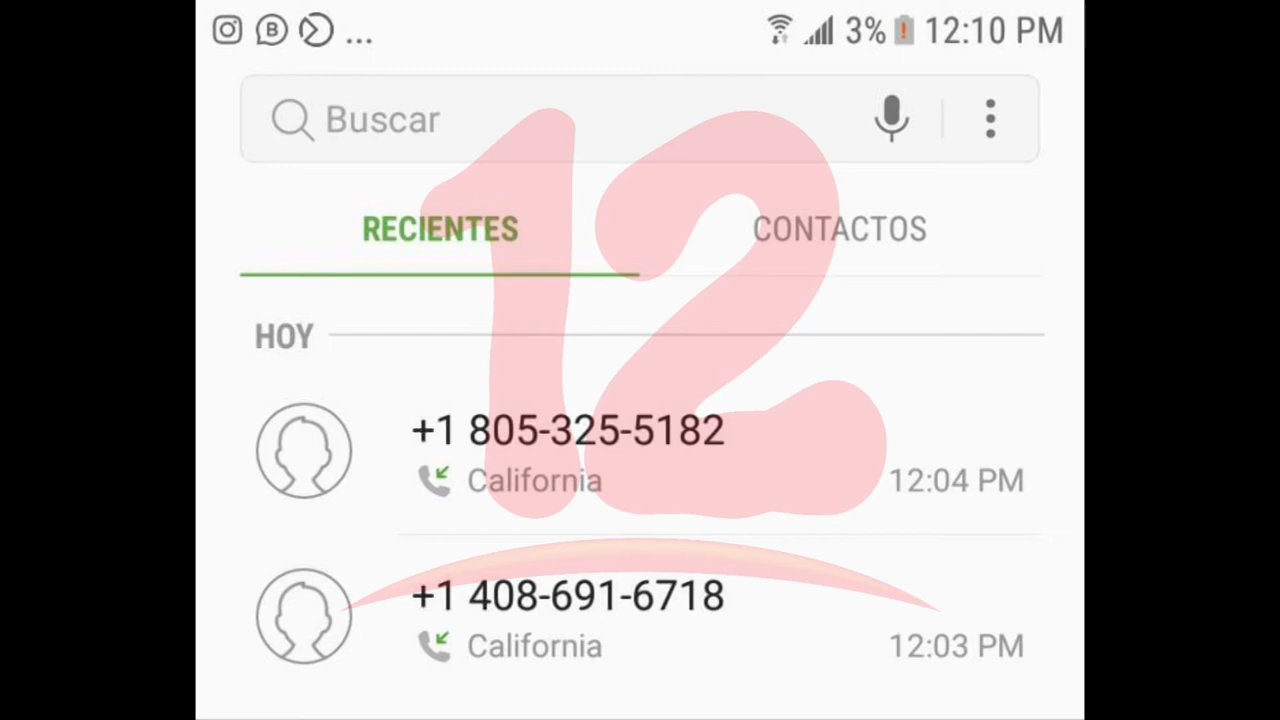 ... 3% 12:10 PM
Buscar
RECIENTES CONTACTOS
HOY
12
+1 805-325-5182
California 12:04 PM
+1 408-691-6718
California 12:03 PM